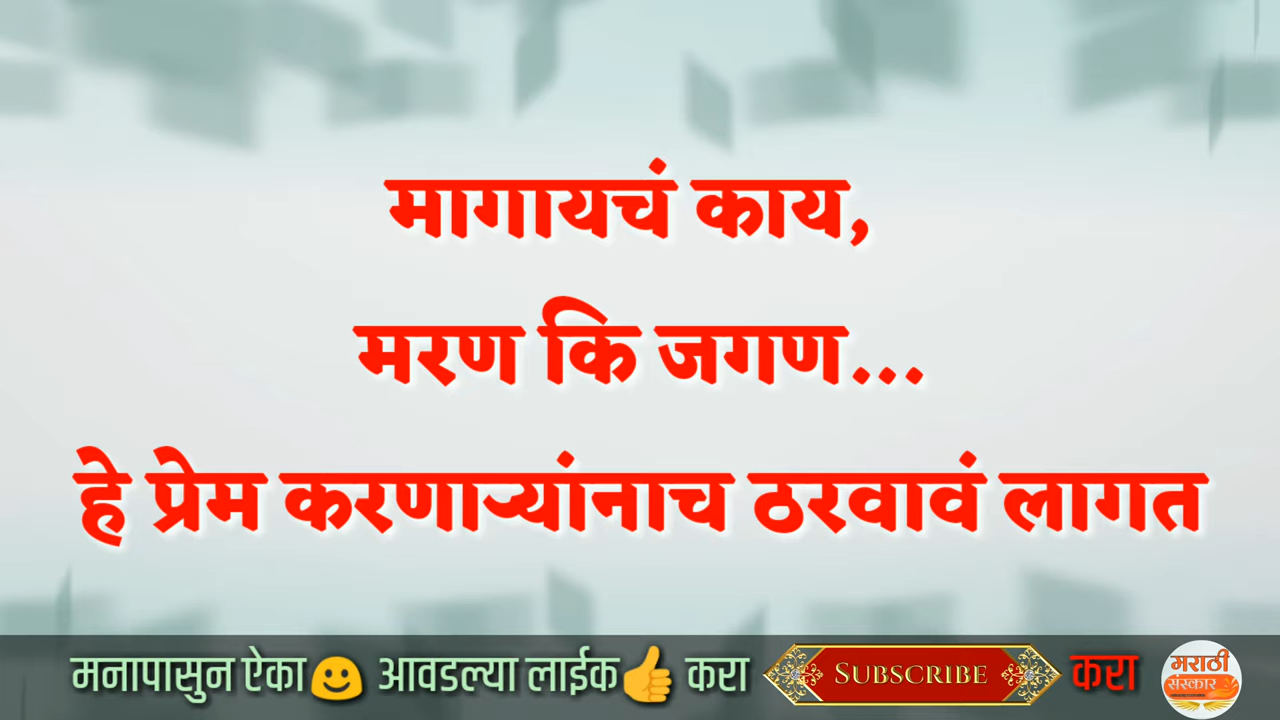 मागायचं काय,
मरण कि जगण...
हे प्रेम करणाऱ्यांनाच ठरवावं लागत
मनापासुन ऐका😊 आवडल्या लाईक👍 करा SUBSCRIBE करा
मराठी
संस्कार